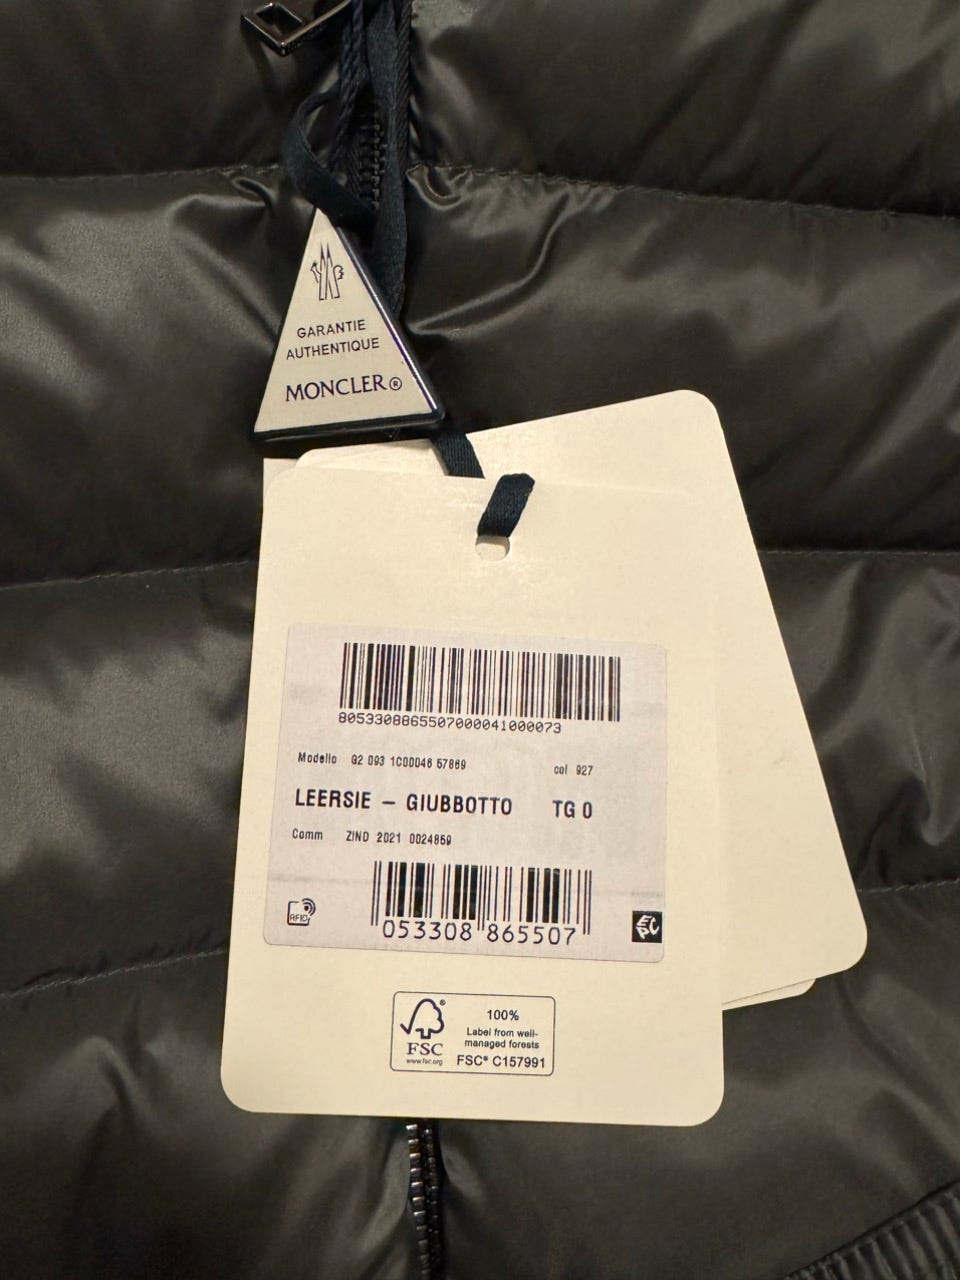 GARANTIE
AUTHENTIQUE
MONCLER®
8053308865507000041000073
Modello G2 093 1C00046 57869 col 927
LEERSIE – GIUBBOTTO TG 0
Comm ZIND 2021 0024869
RFID
053308 865507
EPC
FSC®
www.fsc.org
100%
Label from well-
managed forests
FSC® C157991